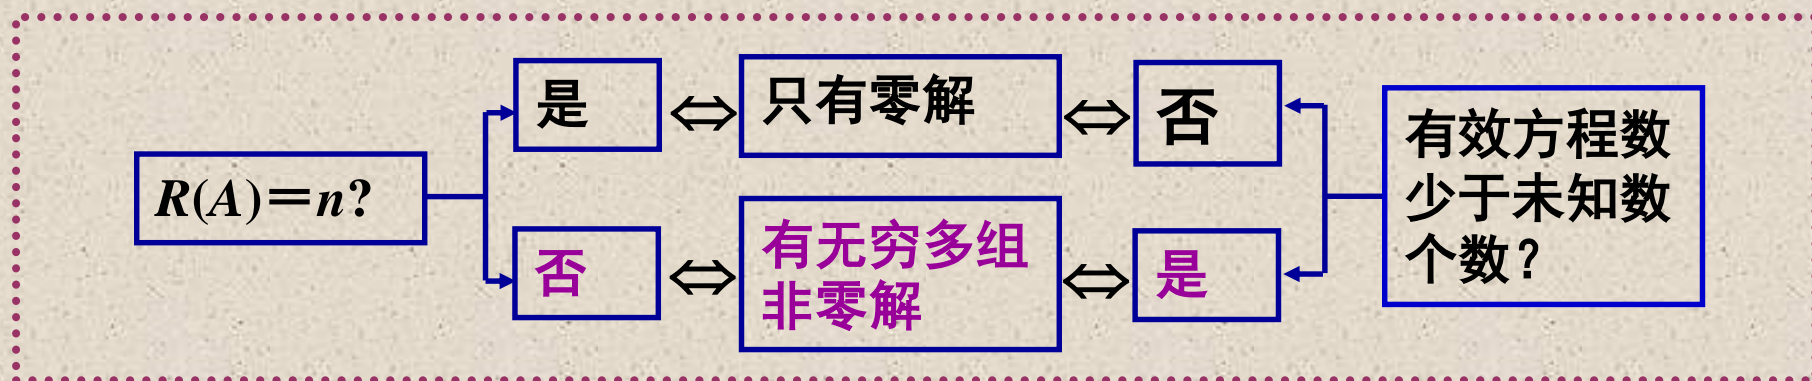 R(A)=n?
是
⇔
只有零解
⇔
否
否
⇔
有无穷多组
非零解
⇔
是
有效方程数
少于未知数
个数?